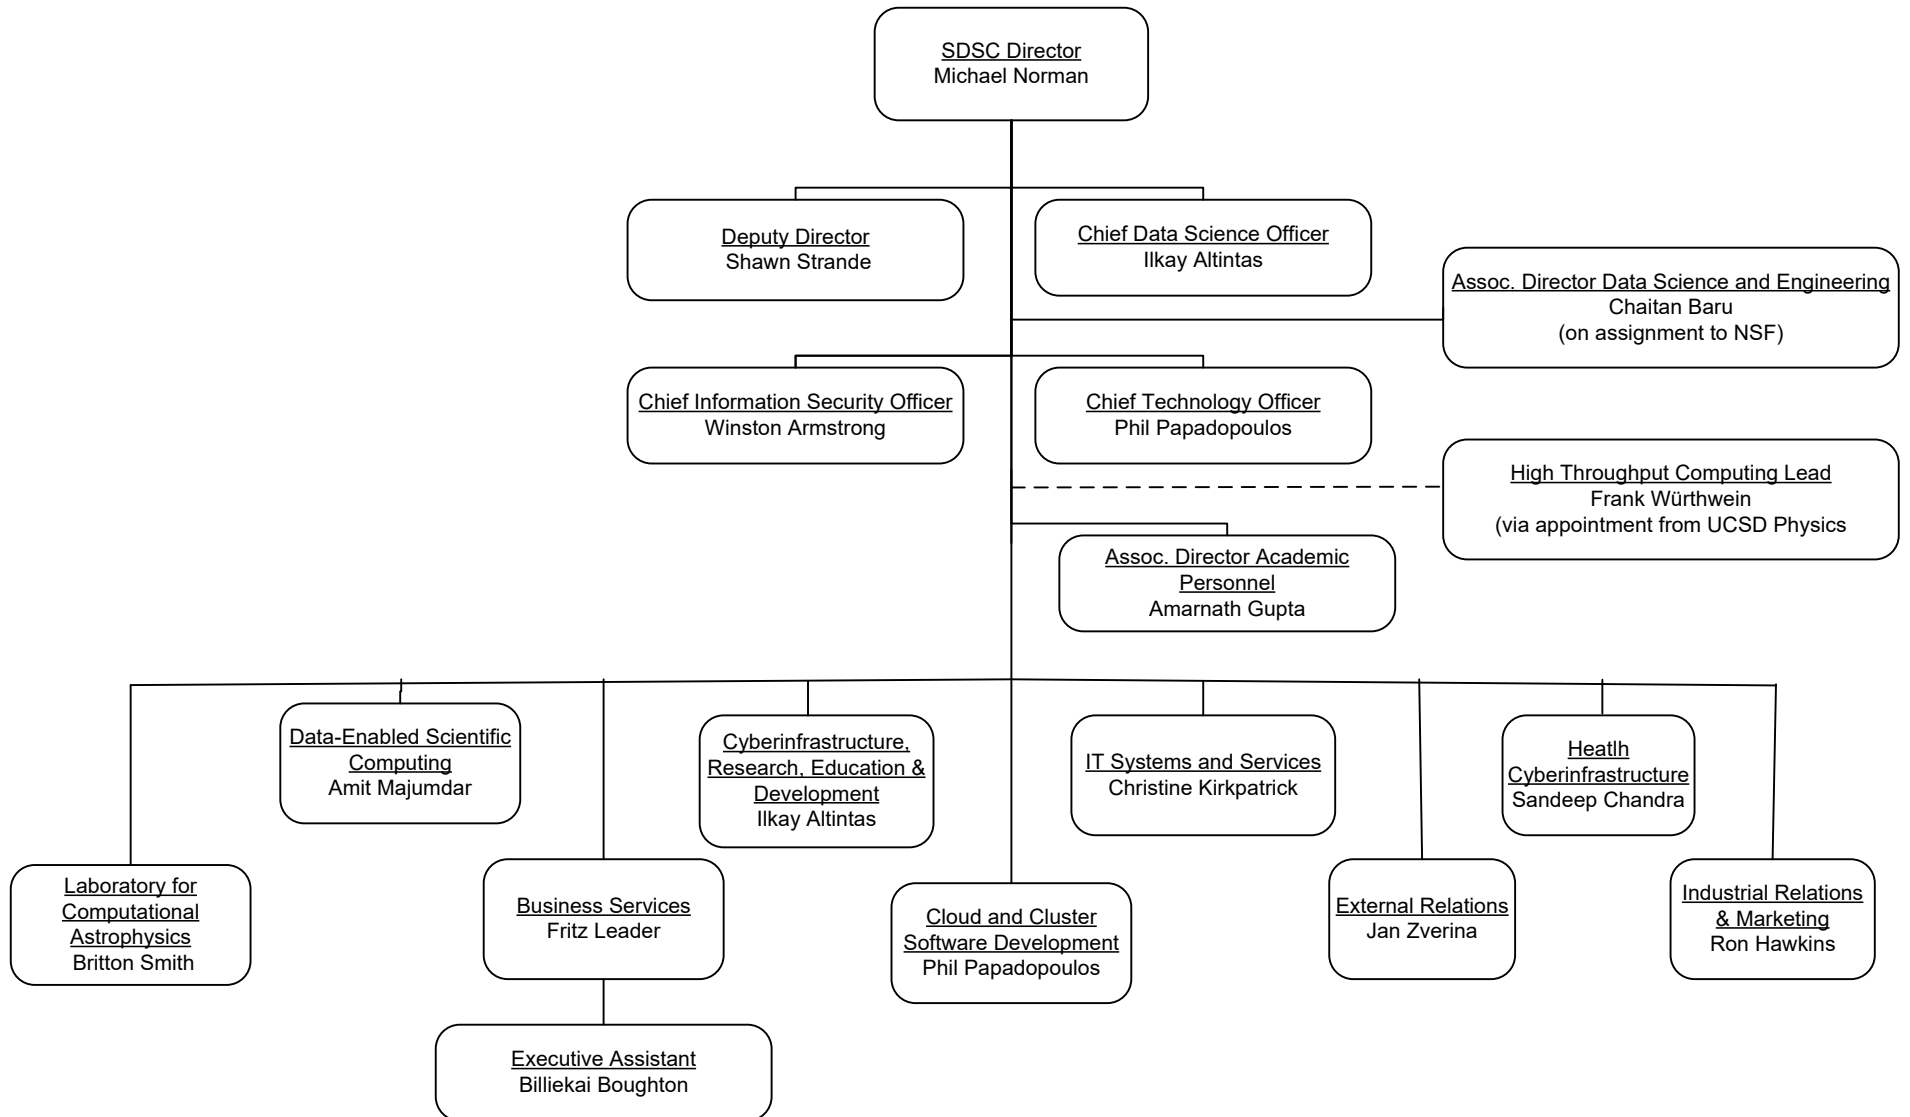 SDSC Director
Michael Norman
Deputy Director
Shawn Strande
Chief Data Science Officer
Ilkay Altintas
Assoc. Director Data Science and Engineering
Chaitan Baru
(on assignment to NSF)
Chief Information Security Officer
Winston Armstrong
Chief Technology Officer
Phil Papadopoulos
High Throughput Computing Lead
Frank Würthwein
(via appointment from UCSD Physics
Assoc. Director Academic
Personnel
Amarnath Gupta
Data-Enabled Scientific
Computing
Amit Majumdar
Cyberinfrastructure,
Research, Education &
Development
Ilkay Altintas
IT Systems and Services
Christine Kirkpatrick
Heatlh
Cyberinfrastructure
Sandeep Chandra
Laboratory for
Computational
Astrophysics
Britton Smith
Business Services
Fritz Leader
Cloud and Cluster
Software Development
Phil Papadopoulos
External Relations
Jan Zverina
Industrial Relations
& Marketing
Ron Hawkins
Executive Assistant
Billiekai Boughton